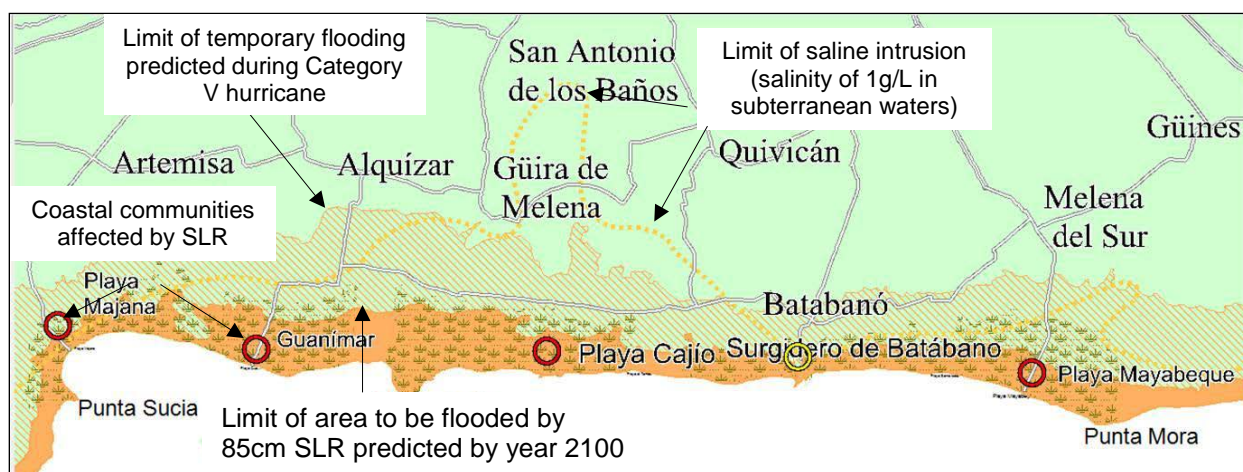 Limit of temporary flooding
predicted during Category
V hurricane
San Antonio
de los Baños
Limit of saline intrusion
(salinity of 1g/L in
subterranean waters)
Güines
Artemisa
Alquízar
Güira de
Melena
Quivicán
Melena
del Sur
Coastal communities
affected by SLR
Playa
Majana
Guanímar
Batabanó
Playa Cajío
Surgidero de Batábano
Playa Mayabeque
Punta Sucia
Limit of area to be flooded by
85cm SLR predicted by year 2100
Punta Mora